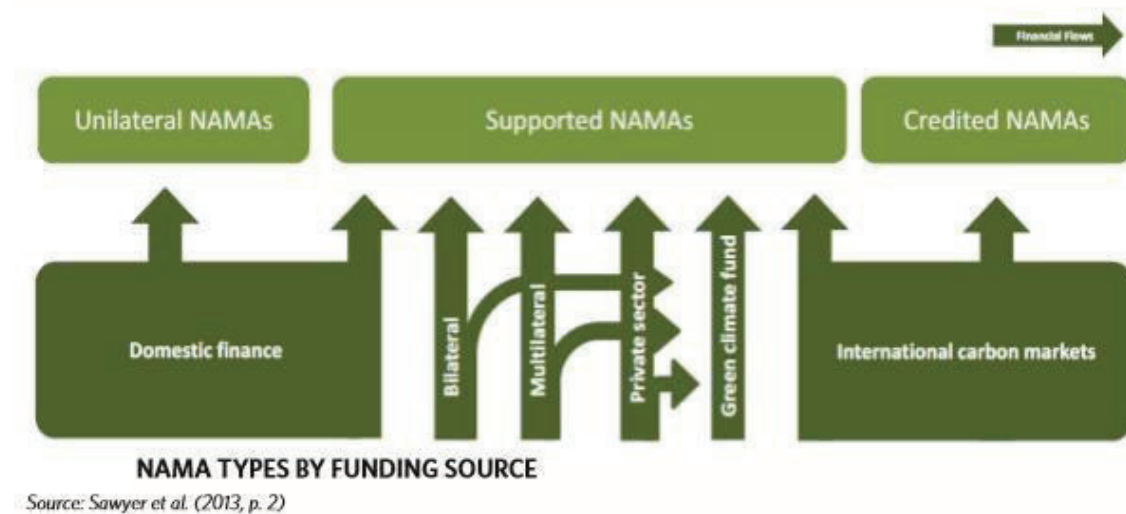 Financial Flows
Unilateral NAMAs
Supported NAMAs
Credited NAMAs
Domestic finance
Bilateral
Multilateral
Private sector
Green climate fund
International carbon markets
NAMA TYPES BY FUNDING SOURCE
Source: Sawyer et al. (2013, p. 2)